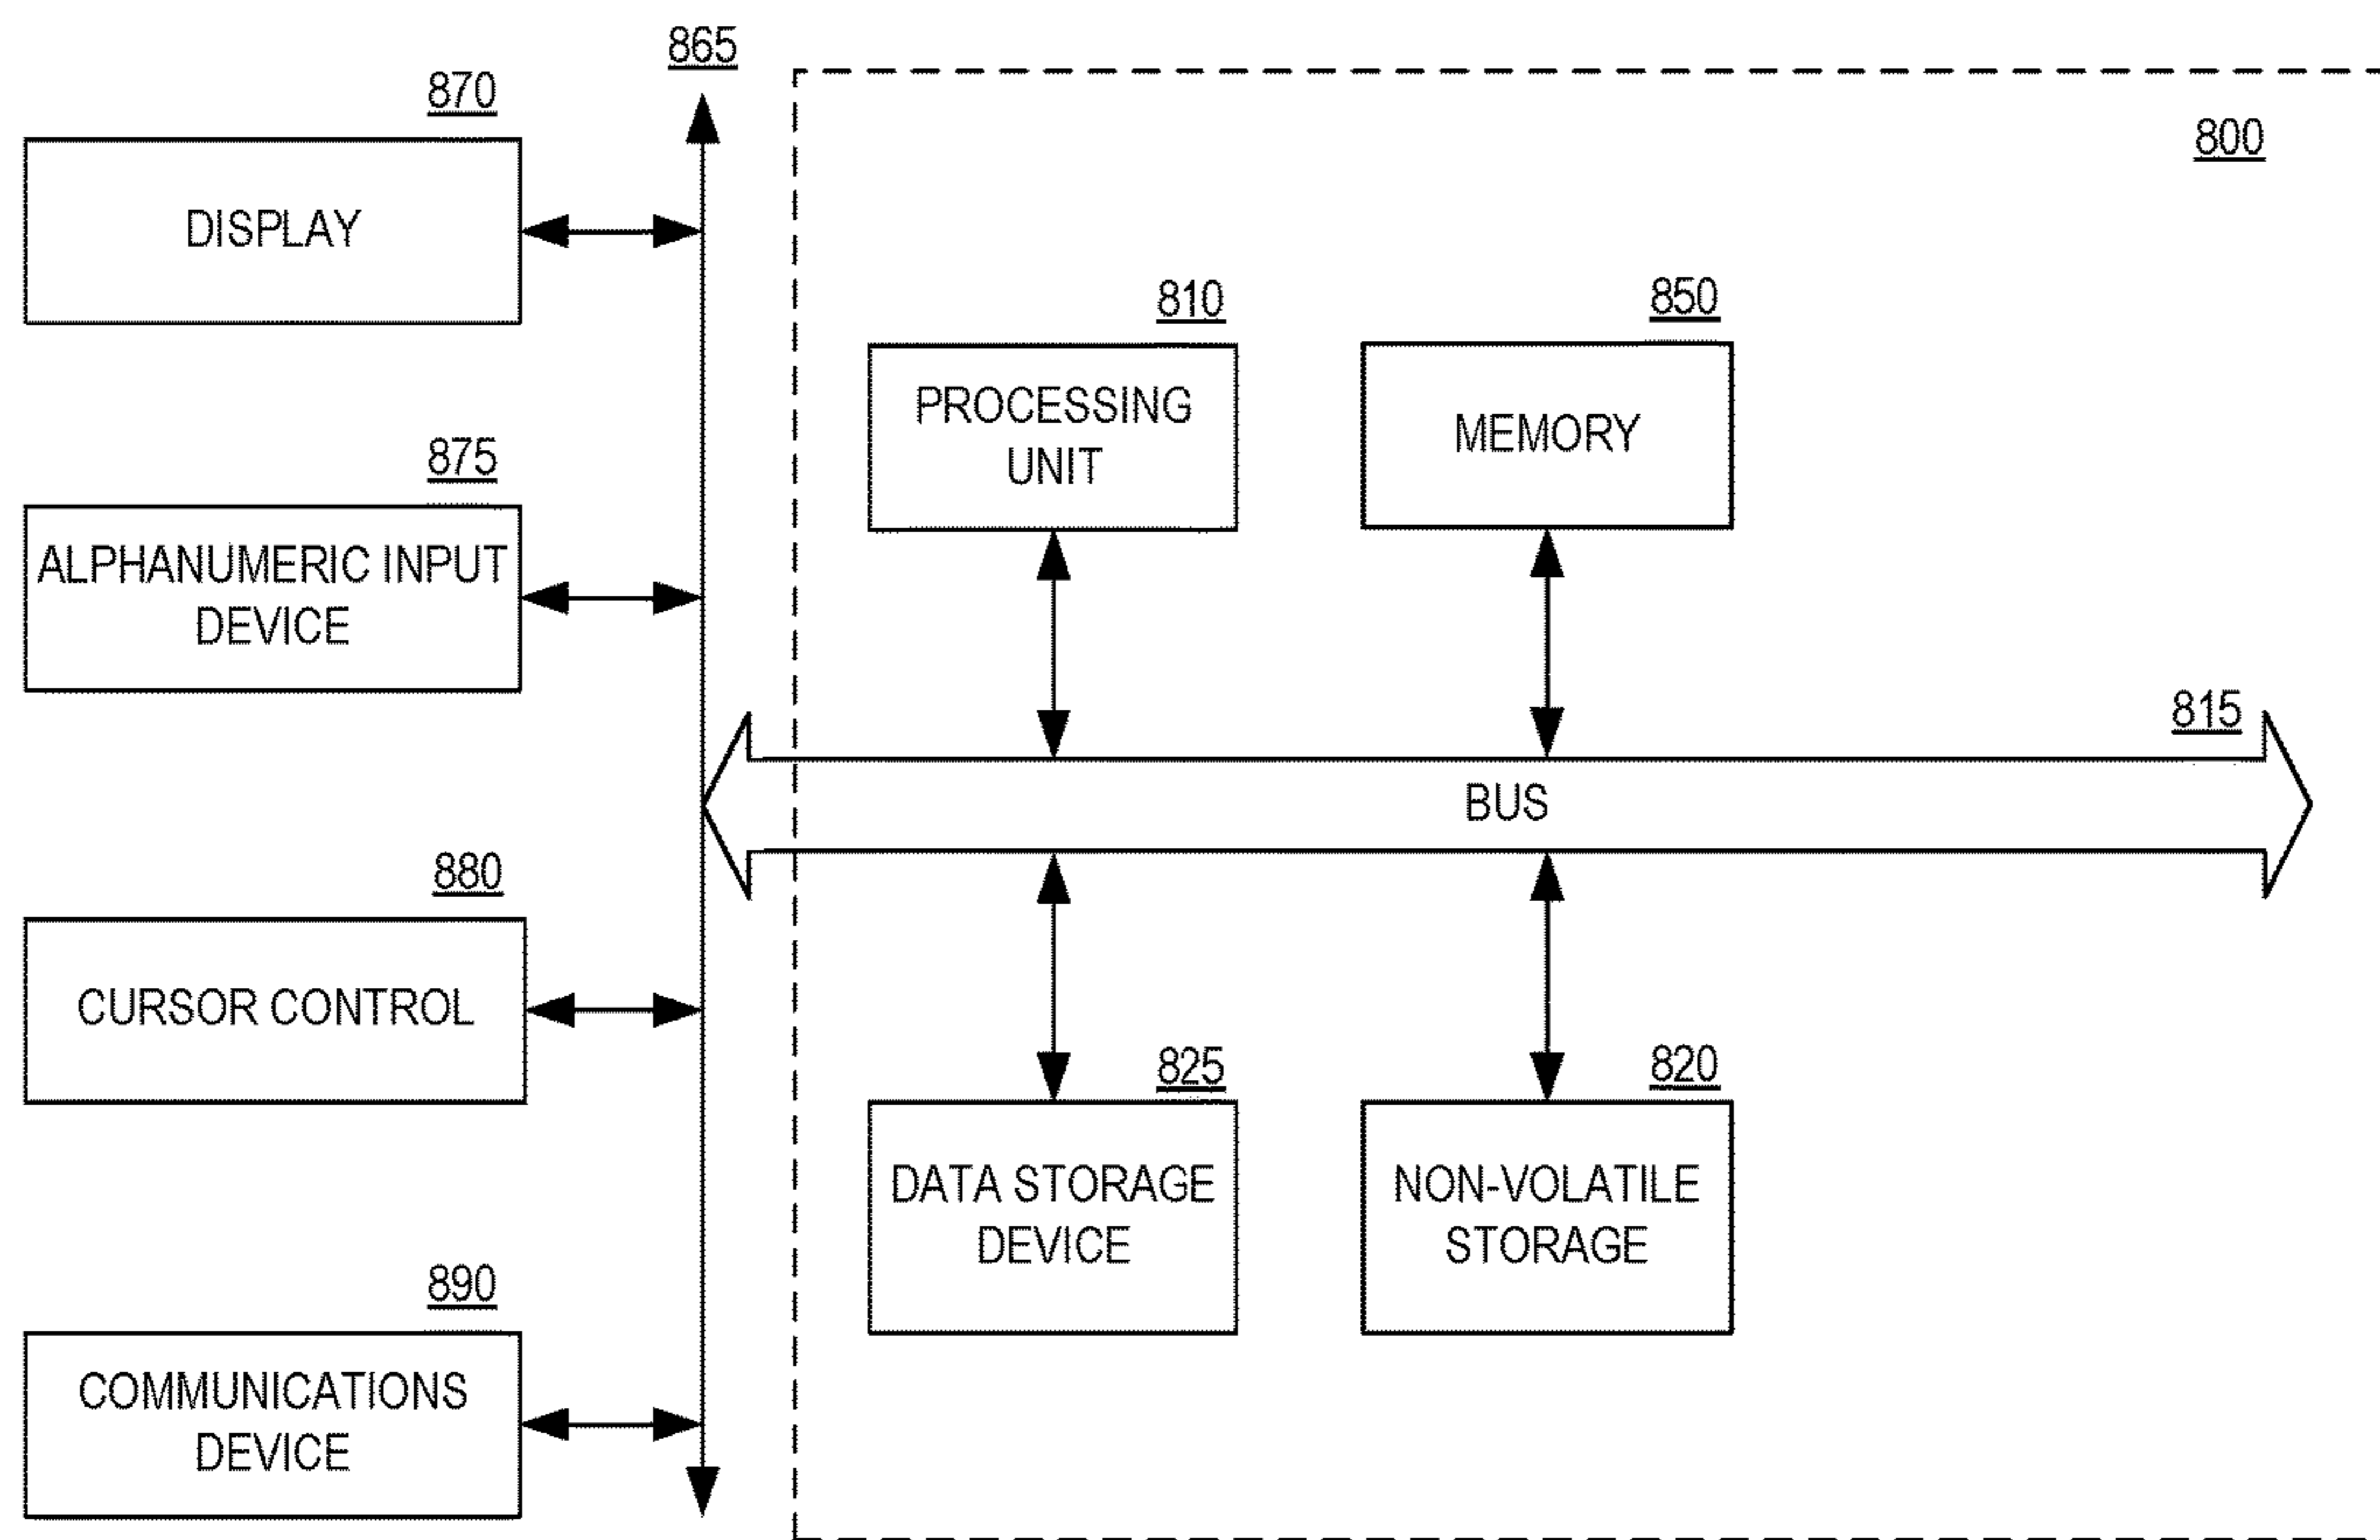 865
870
DISPLAY
800
810
PROCESSING
UNIT
850
MEMORY
875
ALPHANUMERIC INPUT
DEVICE
815
BUS
880
CURSOR CONTROL
825
DATA STORAGE
DEVICE
820
NON-VOLATILE
STORAGE
890
COMMUNICATIONS
DEVICE